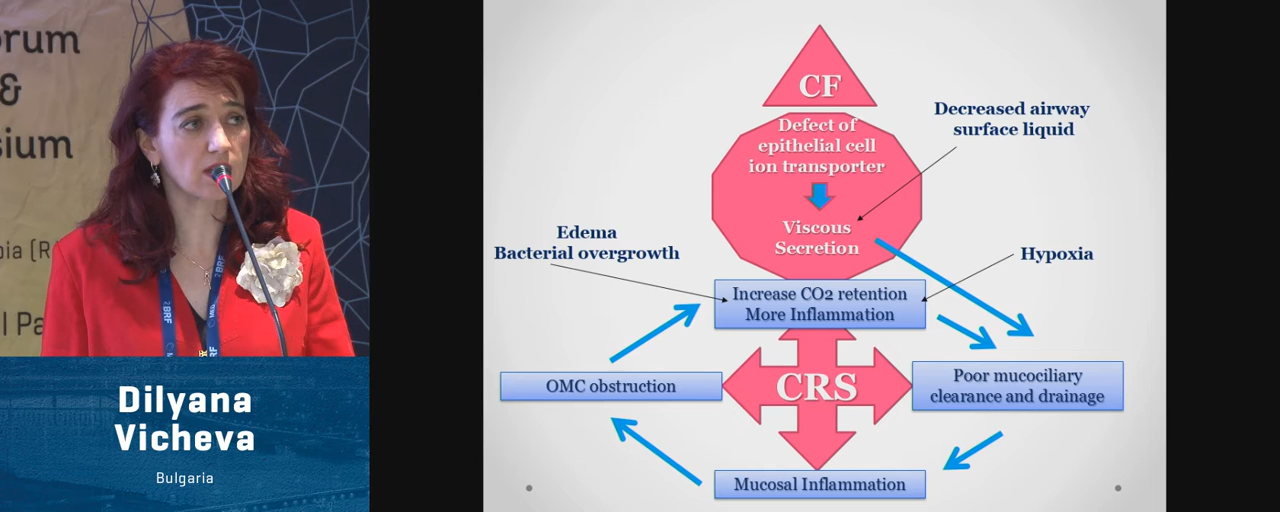 orum
&
sium
bia (R
l Pa
BRF
Dilyana
Vicheva
Bulgaria
CF
Defect of
epithelial cell
ion transporter
Decreased airway
surface liquid
Viscous
Secretion
Edema
Bacterial overgrowth
Hypoxia
Increase CO2 retention
More Inflammation
OMC obstruction
CRS
Poor mucociliary
clearance and drainage
Mucosal Inflammation